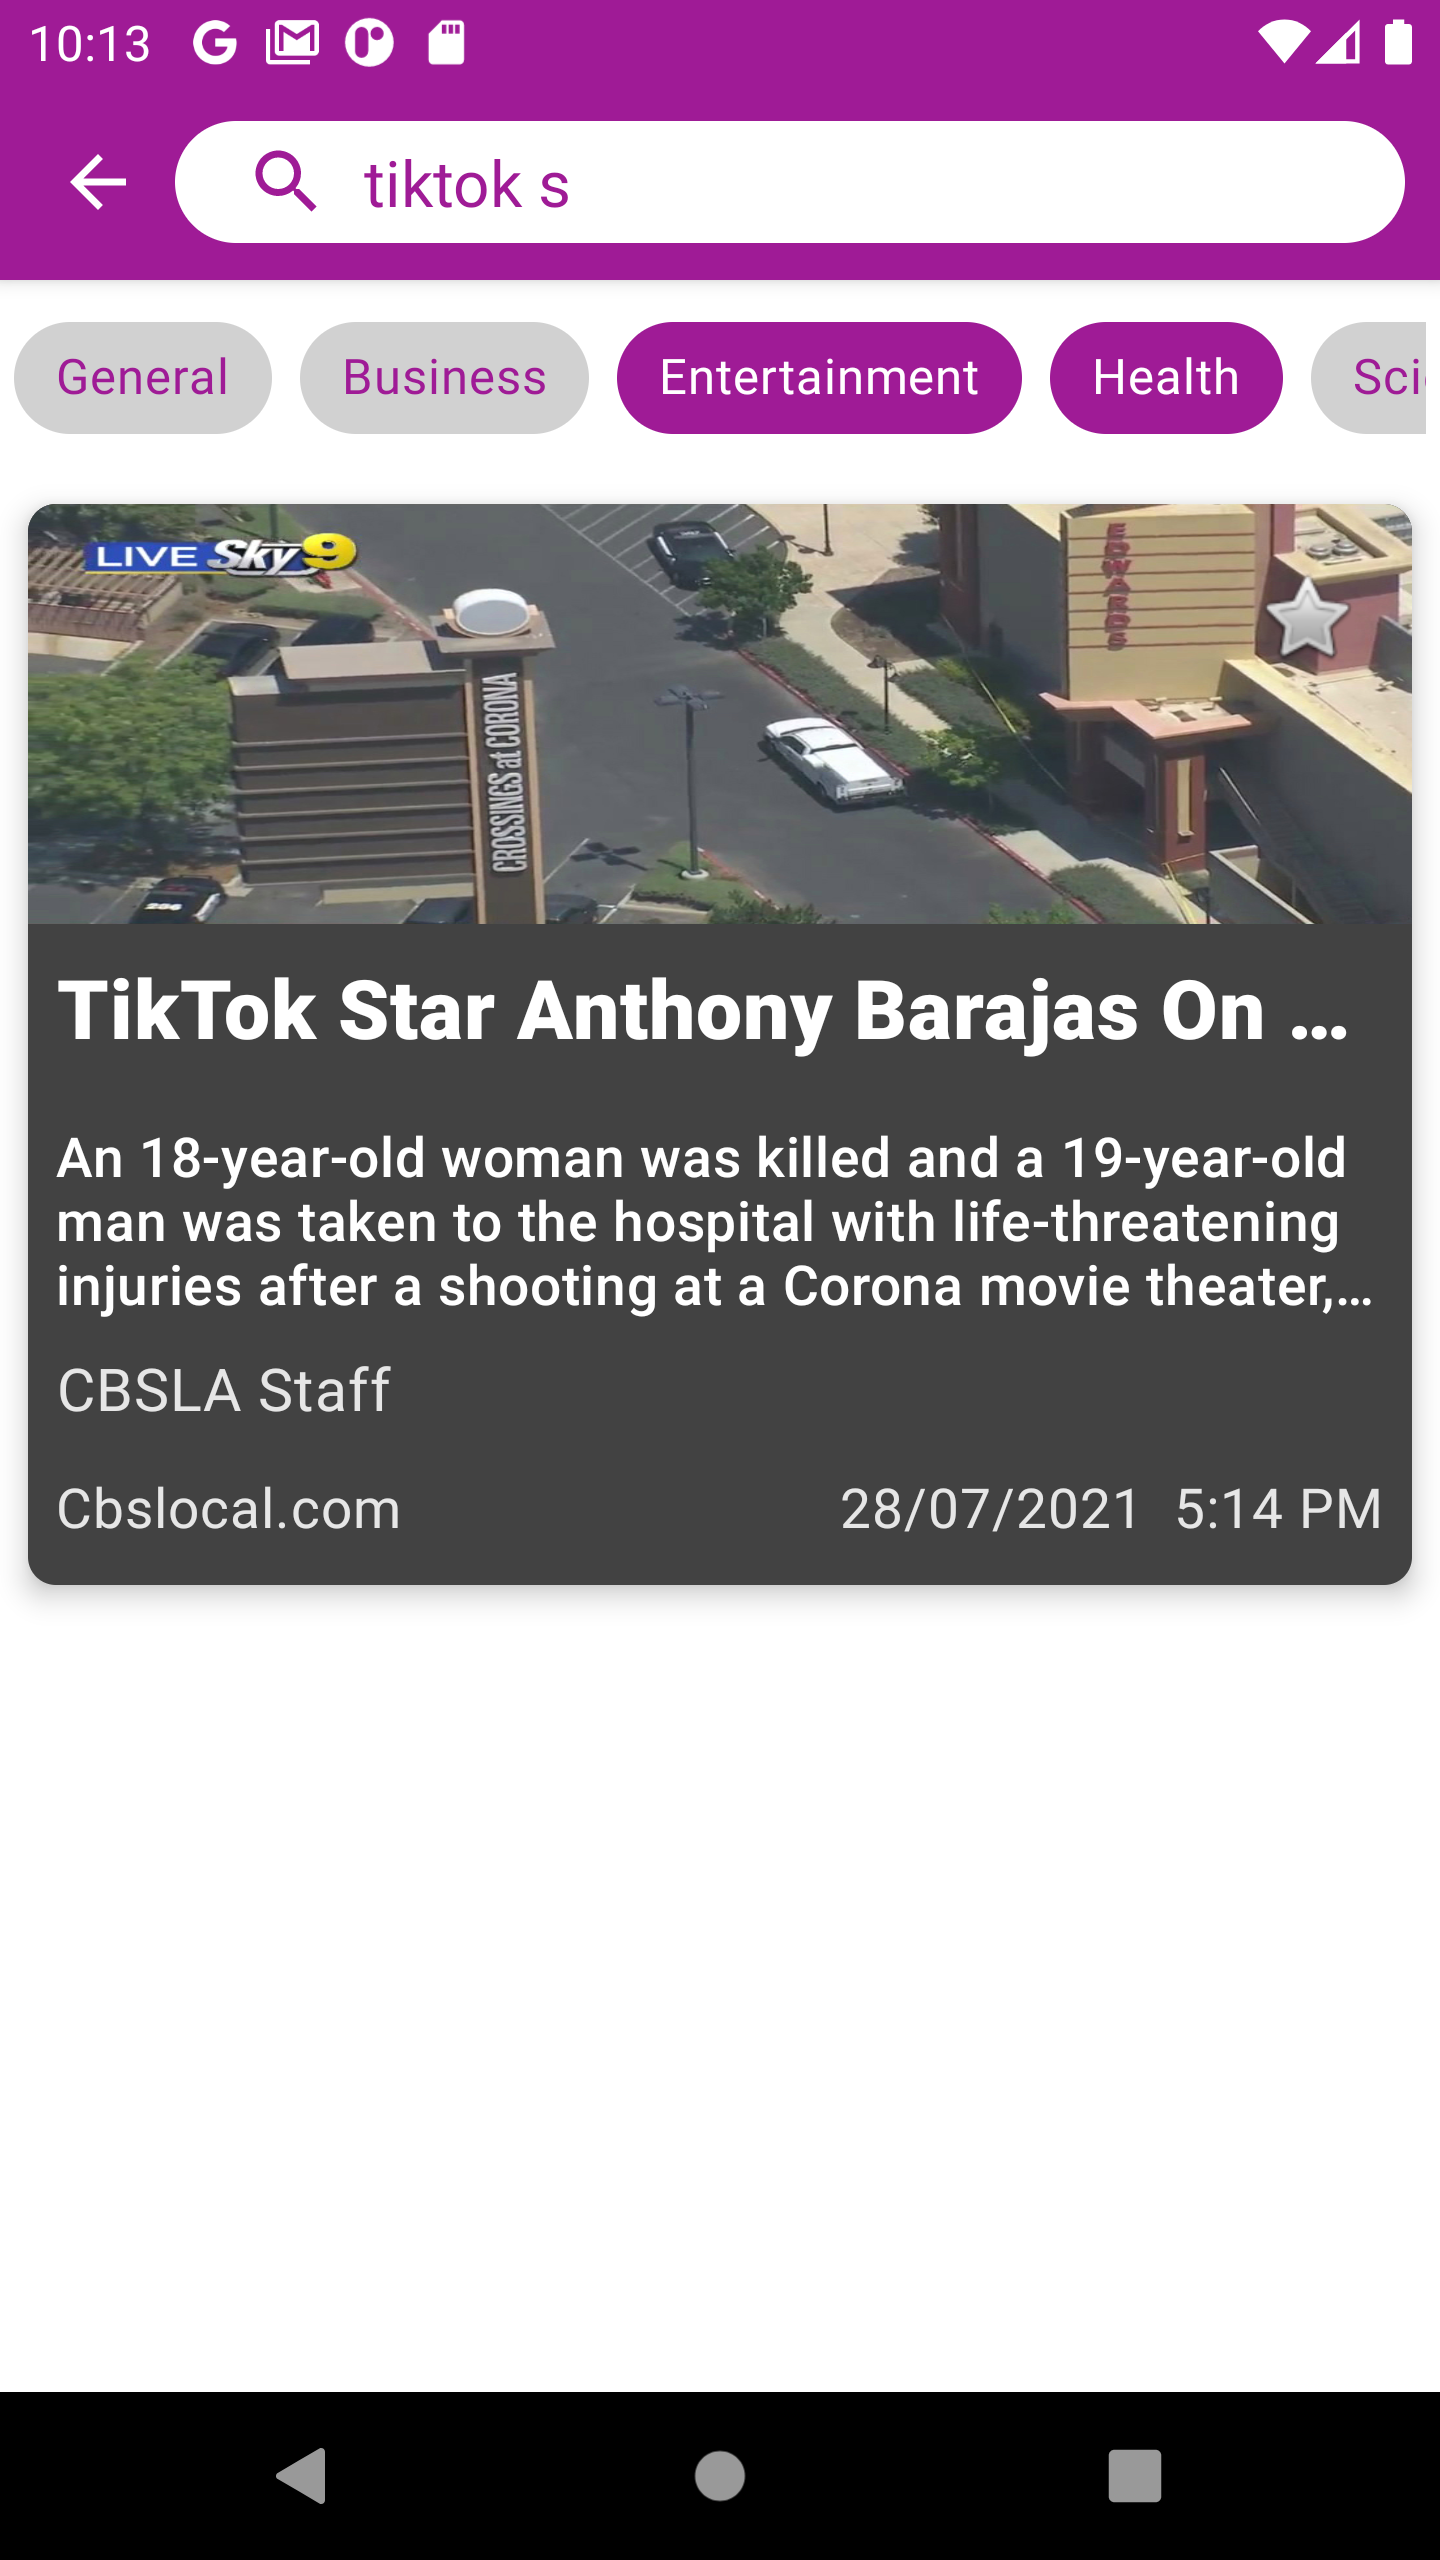 10:13
tiktok s
General Business Entertainment Health Sci
LIVE Sky 9
EDWARDS
CROSSINGS at CORONA
206
TikTok Star Anthony Barajas On ...
An 18-year-old woman was killed and a 19-year-old
man was taken to the hospital with life-threatening
injuries after a shooting at a Corona movie theater,...
CBSLA Staff
Cbslocal.com 28/07/2021 5:14 PM